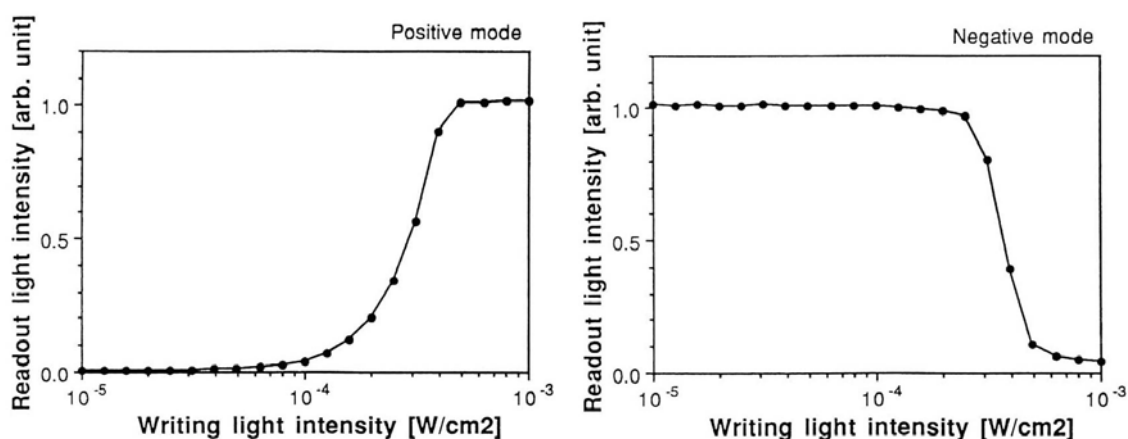 Positive mode
Readout light intensity [arb. unit]
1.0
0.5
0.0
10-5
10-4
10-3
Writing light intensity [W/cm2]
Negative mode
Readout light intensity [arb. unit]
1.0
0.5
0.0
10-5
10-4
10-3
Writing light intensity [W/cm2]